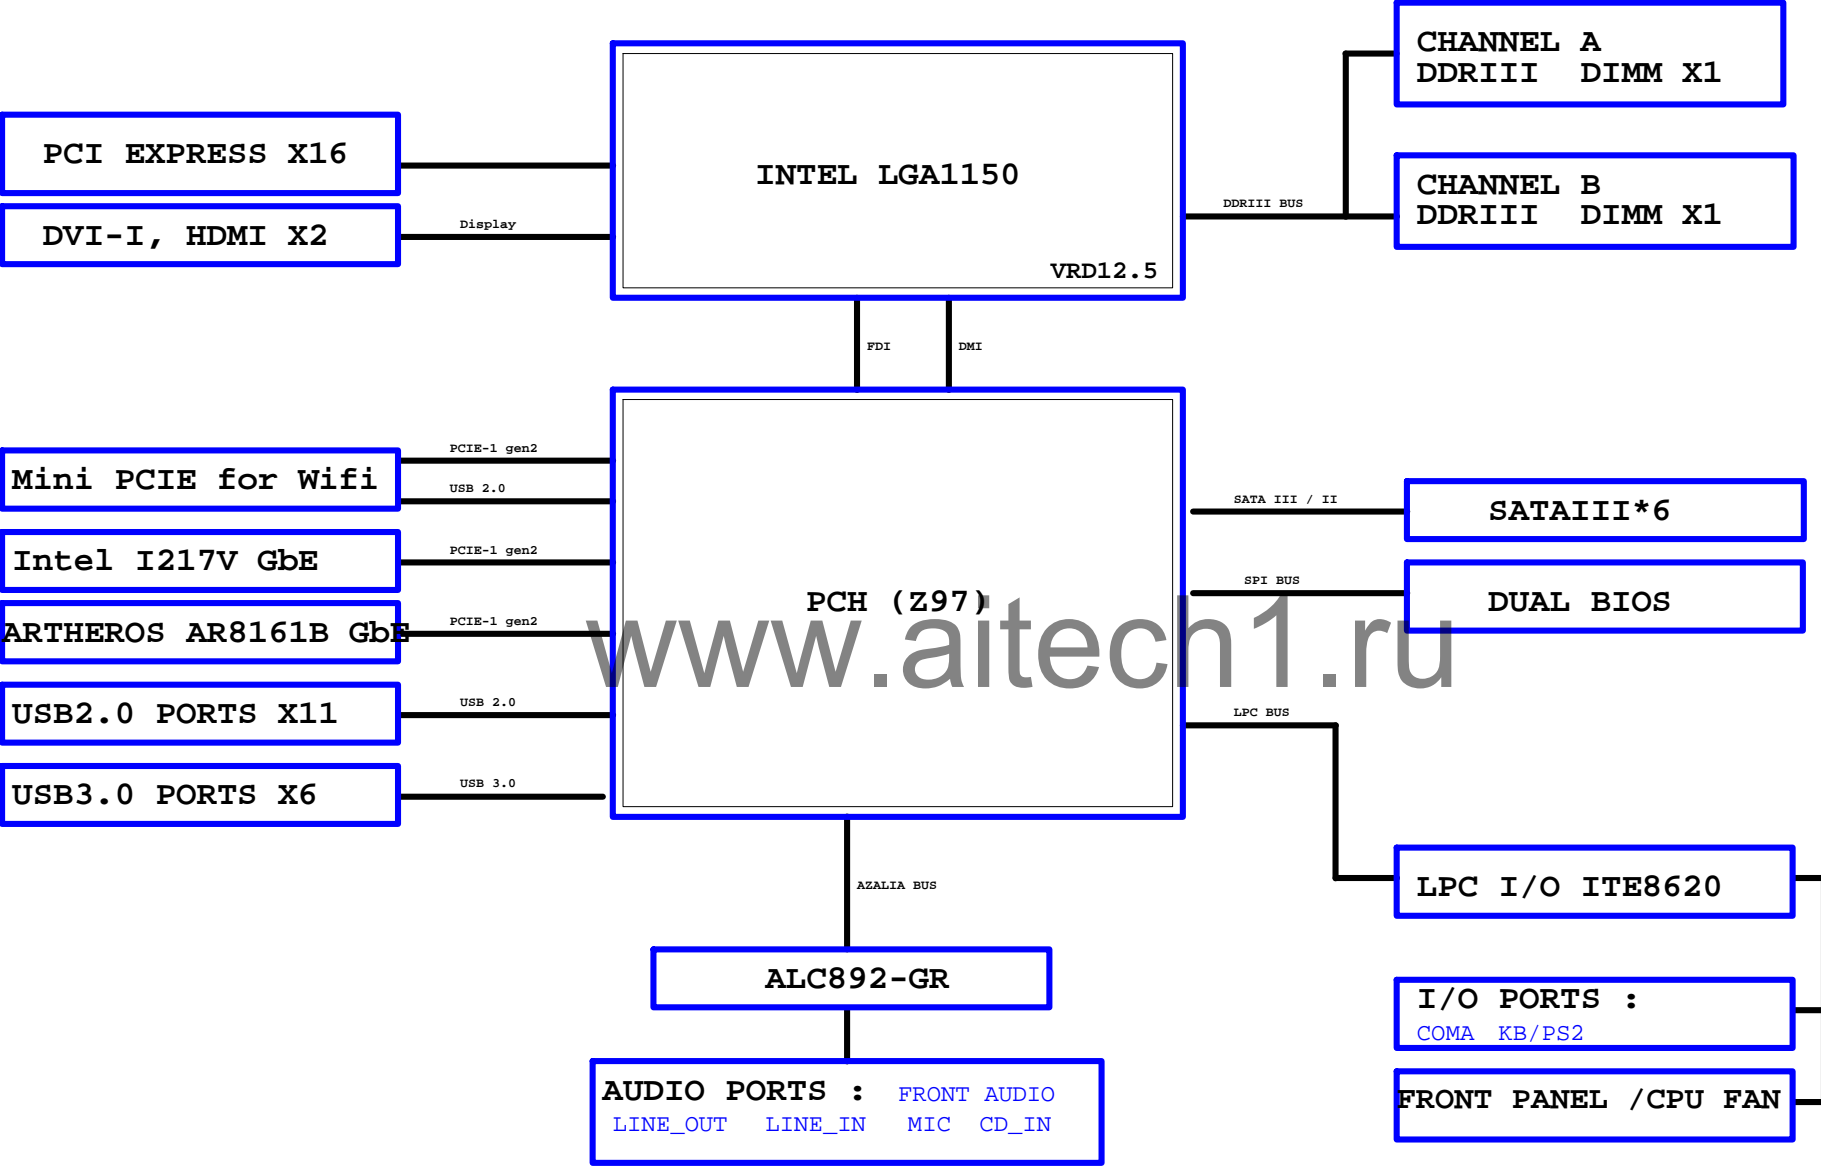 CHANNEL A
DDRIII DIMM X1
PCI EXPRESS X16
INTEL LGA1150
CHANNEL B
DDRIII DIMM X1
DDRIII BUS
DVI-I, HDMI X2
Display
VRD12.5
FDI
DMI
Mini PCIE for Wifi
PCIE-1 gen2
USB 2.0
SATA III / II
SATAIII*6
Intel I217V GbE
PCIE-1 gen2
SPI BUS
DUAL BIOS
PCH (Z97)
ARTHEROS AR8161B GbE
PCIE-1 gen2
www.aitech1.ru
USB2.0 PORTS X11
USB 2.0
LPC BUS
USB3.0 PORTS X6
USB 3.0
AZALIA BUS
LPC I/O ITE8620
ALC892-GR
I/O PORTS :
COMA KB/PS2
AUDIO PORTS : FRONT AUDIO
LINE_OUT LINE_IN MIC CD_IN
FRONT PANEL /CPU FAN